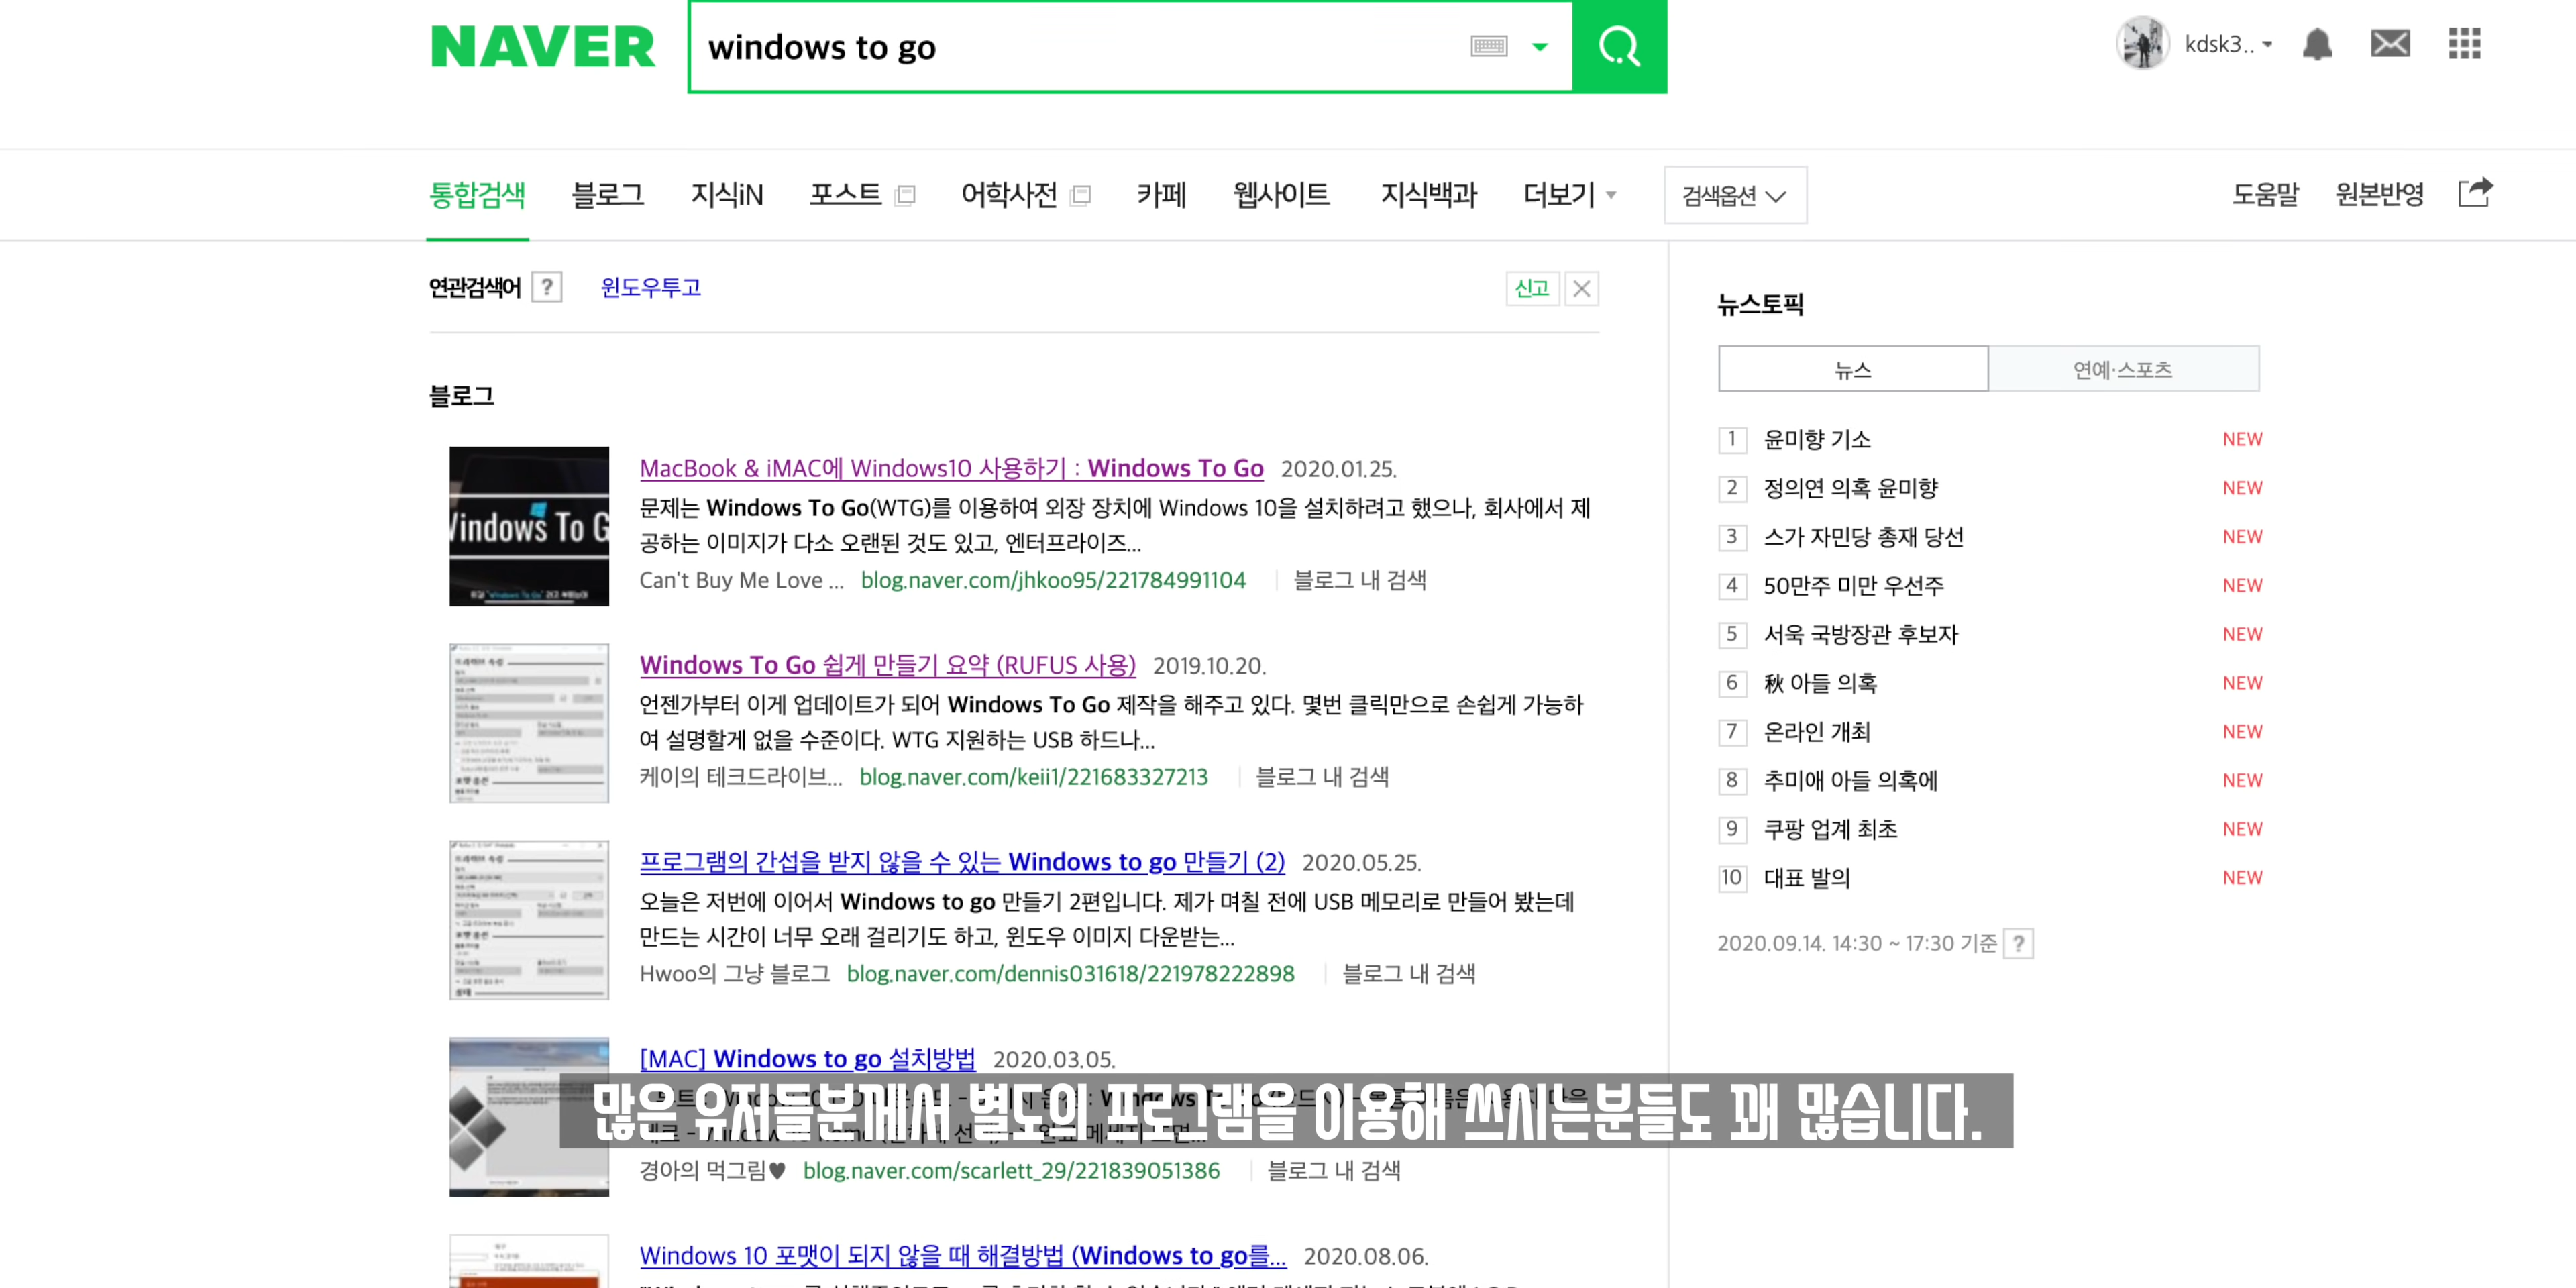 NAVER
windows to go
kdsk3..
통합검색 블로그 지식iN 포스트 어학사전 카페 웹사이트 지식백과 더보기 검색옵션
도움말 원본반영
연관검색어 ? 윈도우투고
신고
블로그
Windows To G
MacBook & iMAC에 Windows10 사용하기 : Windows To Go 2020.01.25.
문제는 Windows To Go(WTG)를 이용하여 외장 장치에 Windows 10을 설치하려고 했으나, 회사에서 제
공하는 이미지가 다소 오랜된 것도 있고, 엔터프라이즈...
Can't Buy Me Love ... blog.naver.com/jhkoo95/221784991104 블로그 내 검색
Windows To Go 쉽게 만들기 요약 (RUFUS 사용) 2019.10.20.
언젠가부터 이게 업데이트가 되어 Windows To Go 제작을 해주고 있다. 몇번 클릭만으로 손쉽게 가능하
여 설명할게 없을 수준이다. WTG 지원하는 USB 하드나...
케이의 테크드라이브... blog.naver.com/keii1/221683327213 블로그 내 검색
프로그램의 간섭을 받지 않을 수 있는 Windows to go 만들기 (2) 2020.05.25.
오늘은 저번에 이어서 Windows to go 만들기 2편입니다. 제가 며칠 전에 USB 메모리로 만들어 봤는데
만드는 시간이 너무 오래 걸리기도 하고, 윈도우 이미지 다운받는...
Hwoo의 그냥 블로그 blog.naver.com/dennis031618/221978222898 블로그 내 검색
[MAC] Windows to go 설치방법 2020.03.05.
많은 유저들분께서 별도의 프로그램을 이용해 쓰시는분들도 꽤 많습니다.
경아의 먹그림♥ blog.naver.com/scarlett_29/221839051386 블로그 내 검색
Windows 10 포맷이 되지 않을 때 해결방법 (Windows to go를... 2020.08.06.
뉴스토픽
뉴스 연예·스포츠
1 윤미향 기소 NEW
2 정의연 의혹 윤미향 NEW
3 스가 자민당 총재 당선 NEW
4 50만주 미만 우선주 NEW
5 서욱 국방장관 후보자 NEW
6 秋 아들 의혹 NEW
7 온라인 개최 NEW
8 추미애 아들 의혹에 NEW
9 쿠팡 업계 최초 NEW
10 대표 발의 NEW
2020.09.14. 14:30 ~ 17:30 기준 ?